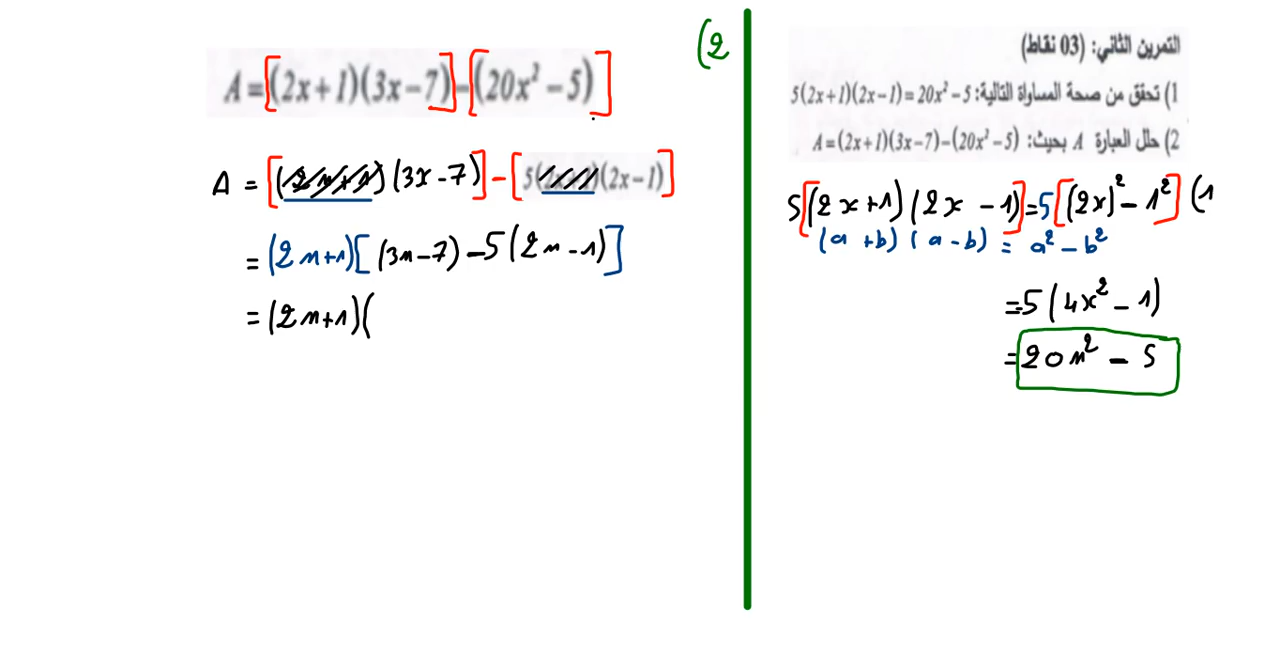 التمرين الثاني: (03 نقاط)
1) تحقق من صحة المساواة التالية: 5(2x+1)(2x−1)=20x²−5
2) حلل العبارة A بحيث: A=(2x+1)(3x−7)−(20x²−5)
5[(2x+1)(2x−1)]=5[(2x)²−1²] (1
(a+b)(a−b) = a²−b²
=5(4x²−1)
=20x²−5
(2
A=[(2x+1)(3x−7)]−[(20x²−5)]
A = [(2x+1)(3x−7)]−[5(2x+1)(2x−1)]
=(2x+1)[(3x−7)−5(2x−1)]
=(2x+1)(